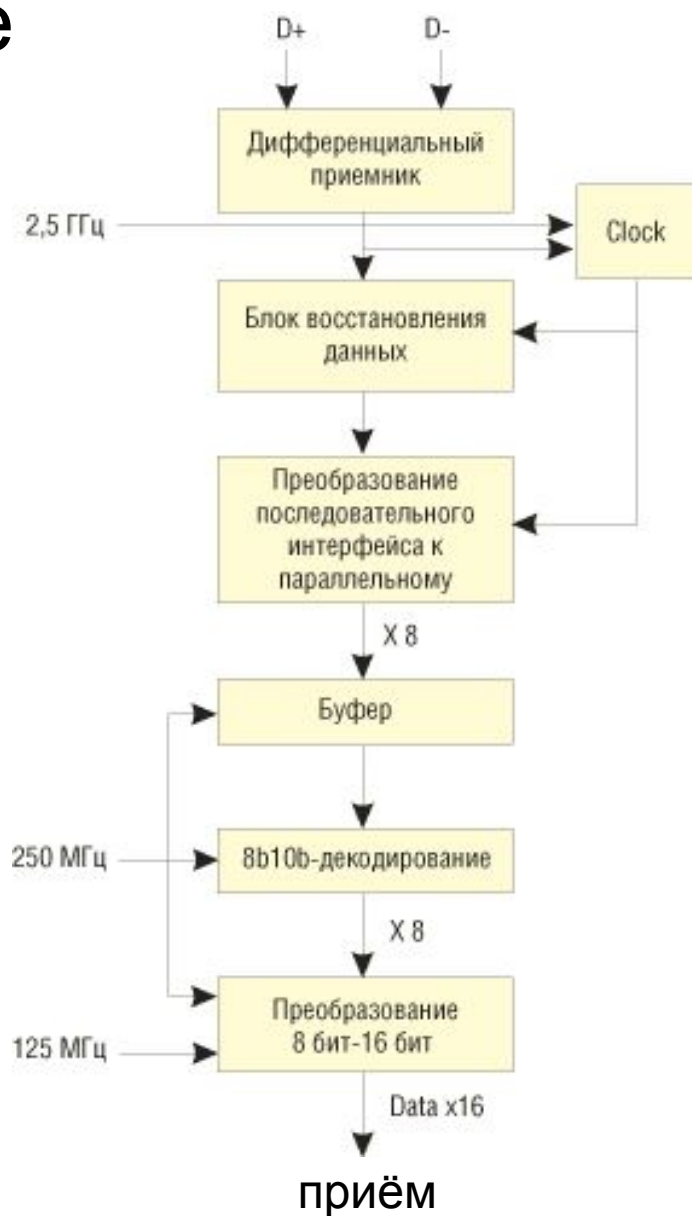 е
D+ D-
Дифференциальный
приемник
2,5 ГГц
Clock
Блок восстановления
данных
Преобразование
последовательного
интерфейса к
параллельному
X 8
Буфер
250 МГц
8b10b-декодирование
X 8
Преобразование
8 бит-16 бит
125 МГц
Data x16
приём